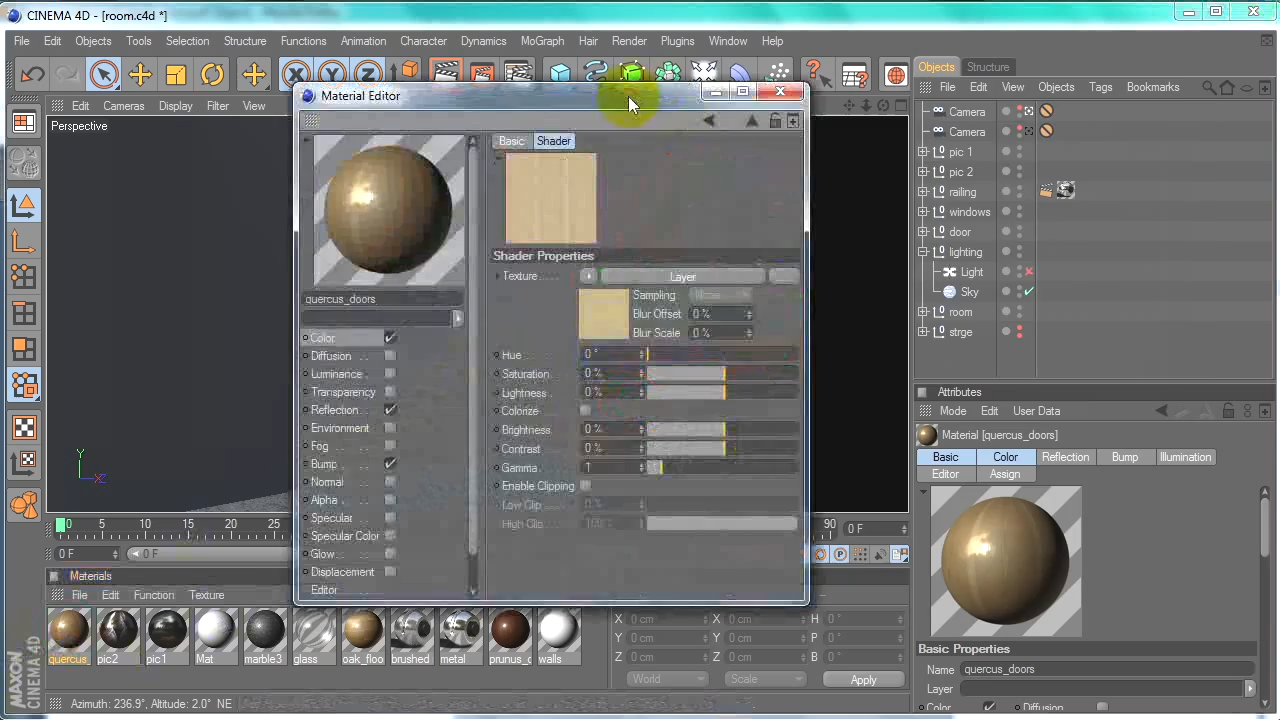 CINEMA 4D - [room.c4d *]
File Edit Objects Tools Selection Structure Functions Animation Character Dynamics MoGraph Hair Render Plugins Window Help
X Y Z
Objects Structure
File Edit View Objects Tags Bookmarks
Edit Cameras Display Filter View
Perspective
Material Editor
Basic Shader
Shader Properties
Texture Layer
Sampling None
Blur Offset 0 %
Blur Scale 0 %
Hue 0 °
Saturation 0 %
Lightness 0 %
Colorize
Brightness 0 %
Contrast 0 %
Gamma 1
Enable Clipping
Low Clip 0 %
High Clip
quercus_doors
Color
Diffusion
Luminance
Transparency
Reflection
Environment
Fog
Bump
Normal
Alpha
Specular
Specular Color
Glow
Displacement
Editor
Camera
Camera
pic 1
pic 2
railing
windows
door
lighting
Light
Sky
room
strge
Attributes
Mode Edit User Data
Material [quercus_doors]
Basic Color Reflection Bump Illumination
Editor Assign
Basic Properties
Name quercus_doors
Layer
Color Diffusion
Y X
0 5 10 15 20 25 90 0 F
0 F 0 F
Materials
File Edit Function Texture
quercus_ pic2 pic1 Mat marble3 glass oak_floo brushed metal prunus_c walls
X 0 cm X 0 cm H 0 °
Y 0 cm Y 0 cm P 0 °
Z 0 cm Z 0 cm B 0 °
World Scale Apply
MAXON CINEMA 4D
Azimuth: 236.9°, Altitude: 2.0° NE